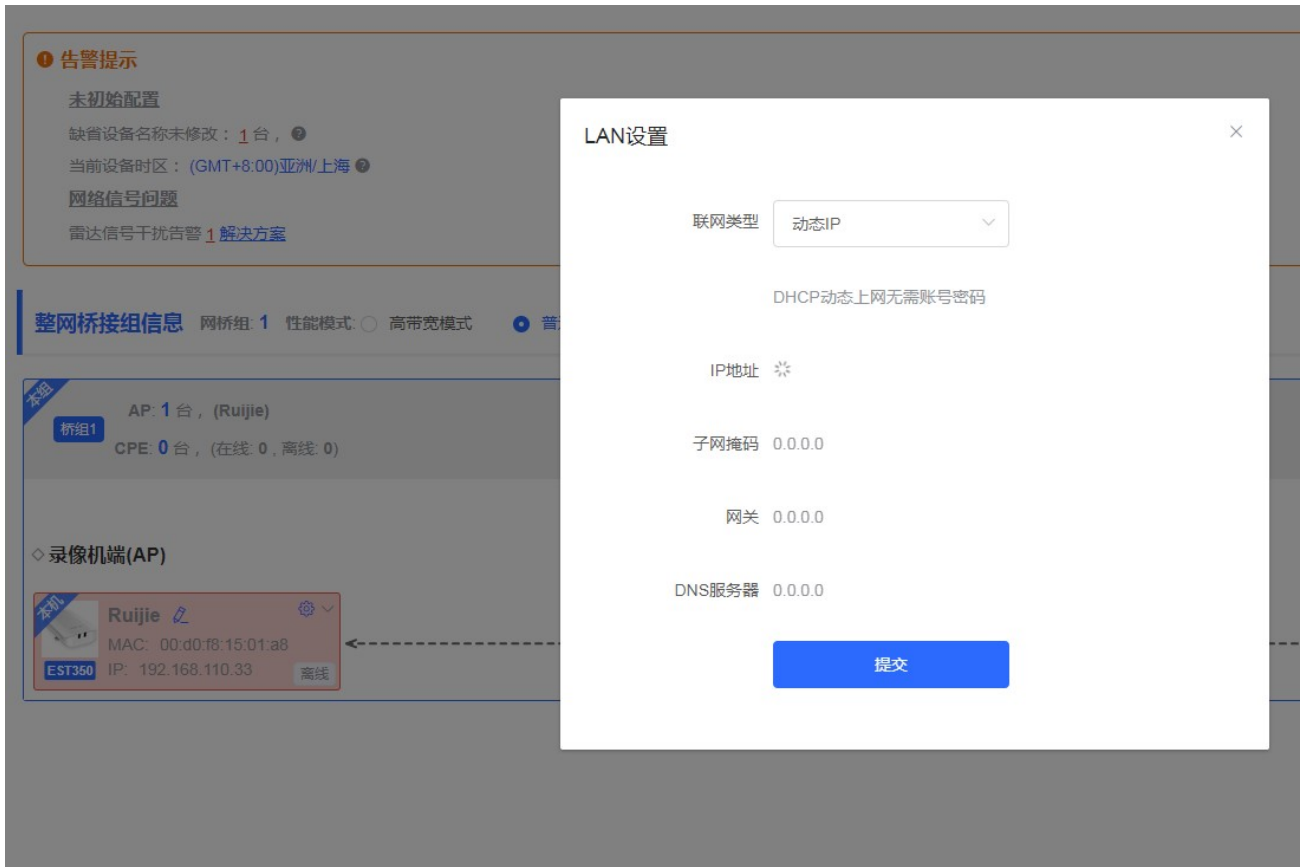 告警提示
未初始配置
缺省设备名称未修改： 1 台，
当前设备时区： (GMT+8:00)亚洲/上海
网络信号问题
雷达信号干扰告警 1 解决方案
整网桥接组信息 网桥组: 1 性能模式: 高带宽模式
本组
桥组1
AP: 1 台， (Ruijie)
CPE: 0 台， (在线: 0 , 离线: 0)
◇录像机端(AP)
本机
Ruijie
MAC: 00:d0:f8:15:01:a8
EST350 IP: 192.168.110.33 离线
LAN设置
联网类型 动态IP
DHCP动态上网无需账号密码
IP地址
子网掩码 0.0.0.0
网关 0.0.0.0
DNS服务器 0.0.0.0
提交